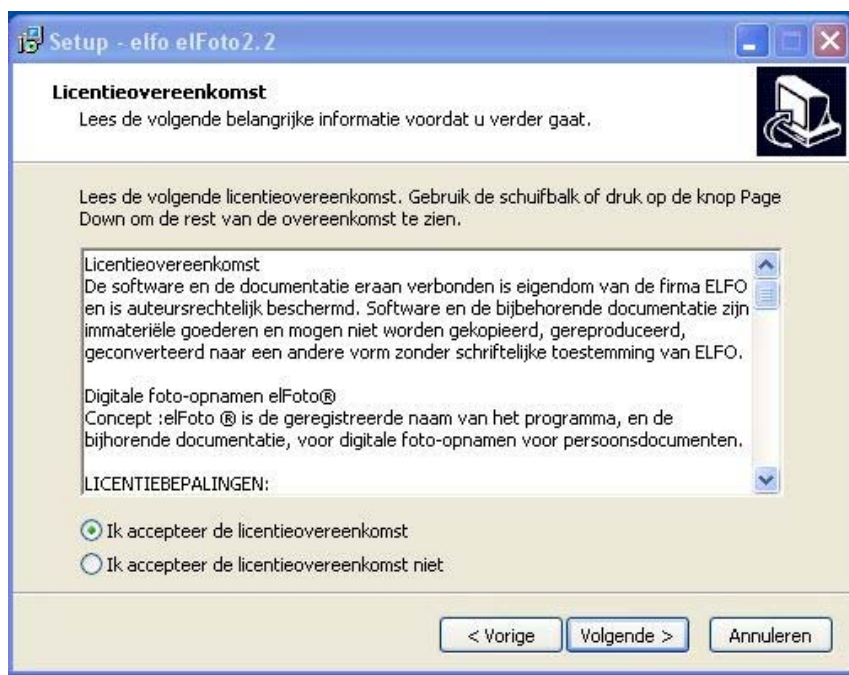 Setup - elfo elFoto2.2
Licentieovereenkomst
Lees de volgende belangrijke informatie voordat u verder gaat.
Lees de volgende licentieovereenkomst. Gebruik de schuifbalk of druk op de knop Page
Down om de rest van de overeenkomst te zien.
Licentieovereenkomst
De software en de documentatie eraan verbonden is eigendom van de firma ELFO
en is auteursrechtelijk beschermd. Software en de bijbehorende documentatie zijn
immateriële goederen en mogen niet worden gekopieerd, gereproduceerd,
geconverteerd naar een andere vorm zonder schriftelijke toestemming van ELFO.
Digitale foto-opnamen elFoto®
Concept :elFoto ® is de geregistreerde naam van het programma, en de
bijhorende documentatie, voor digitale foto-opnamen voor persoonsdocumenten.
LICENTIEBEPALINGEN:
Ik accepteer de licentieovereenkomst
Ik accepteer de licentieovereenkomst niet
< Vorige Volgende > Annuleren